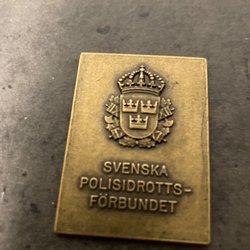 SVENSKA
POLISIDROTTS-
FÖRBUNDET